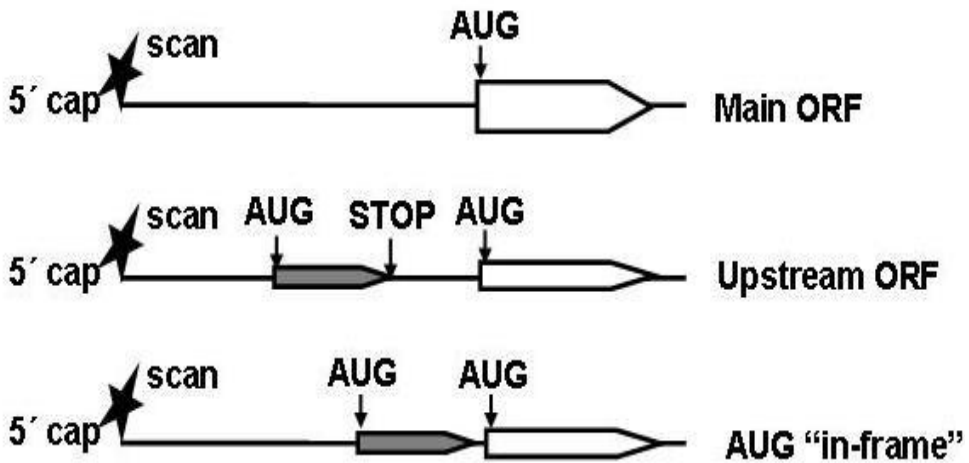 AUG
scan
5´ cap
Main ORF
scan AUG STOP AUG
5´ cap
Upstream ORF
scan
AUG AUG
5´ cap
AUG “in-frame”